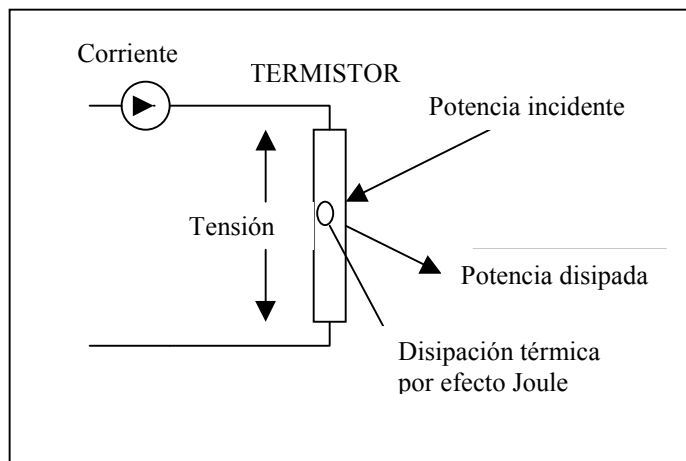 Corriente
TERMISTOR
Potencia incidente
Tensión
Potencia disipada
Disipación térmica
por efecto Joule